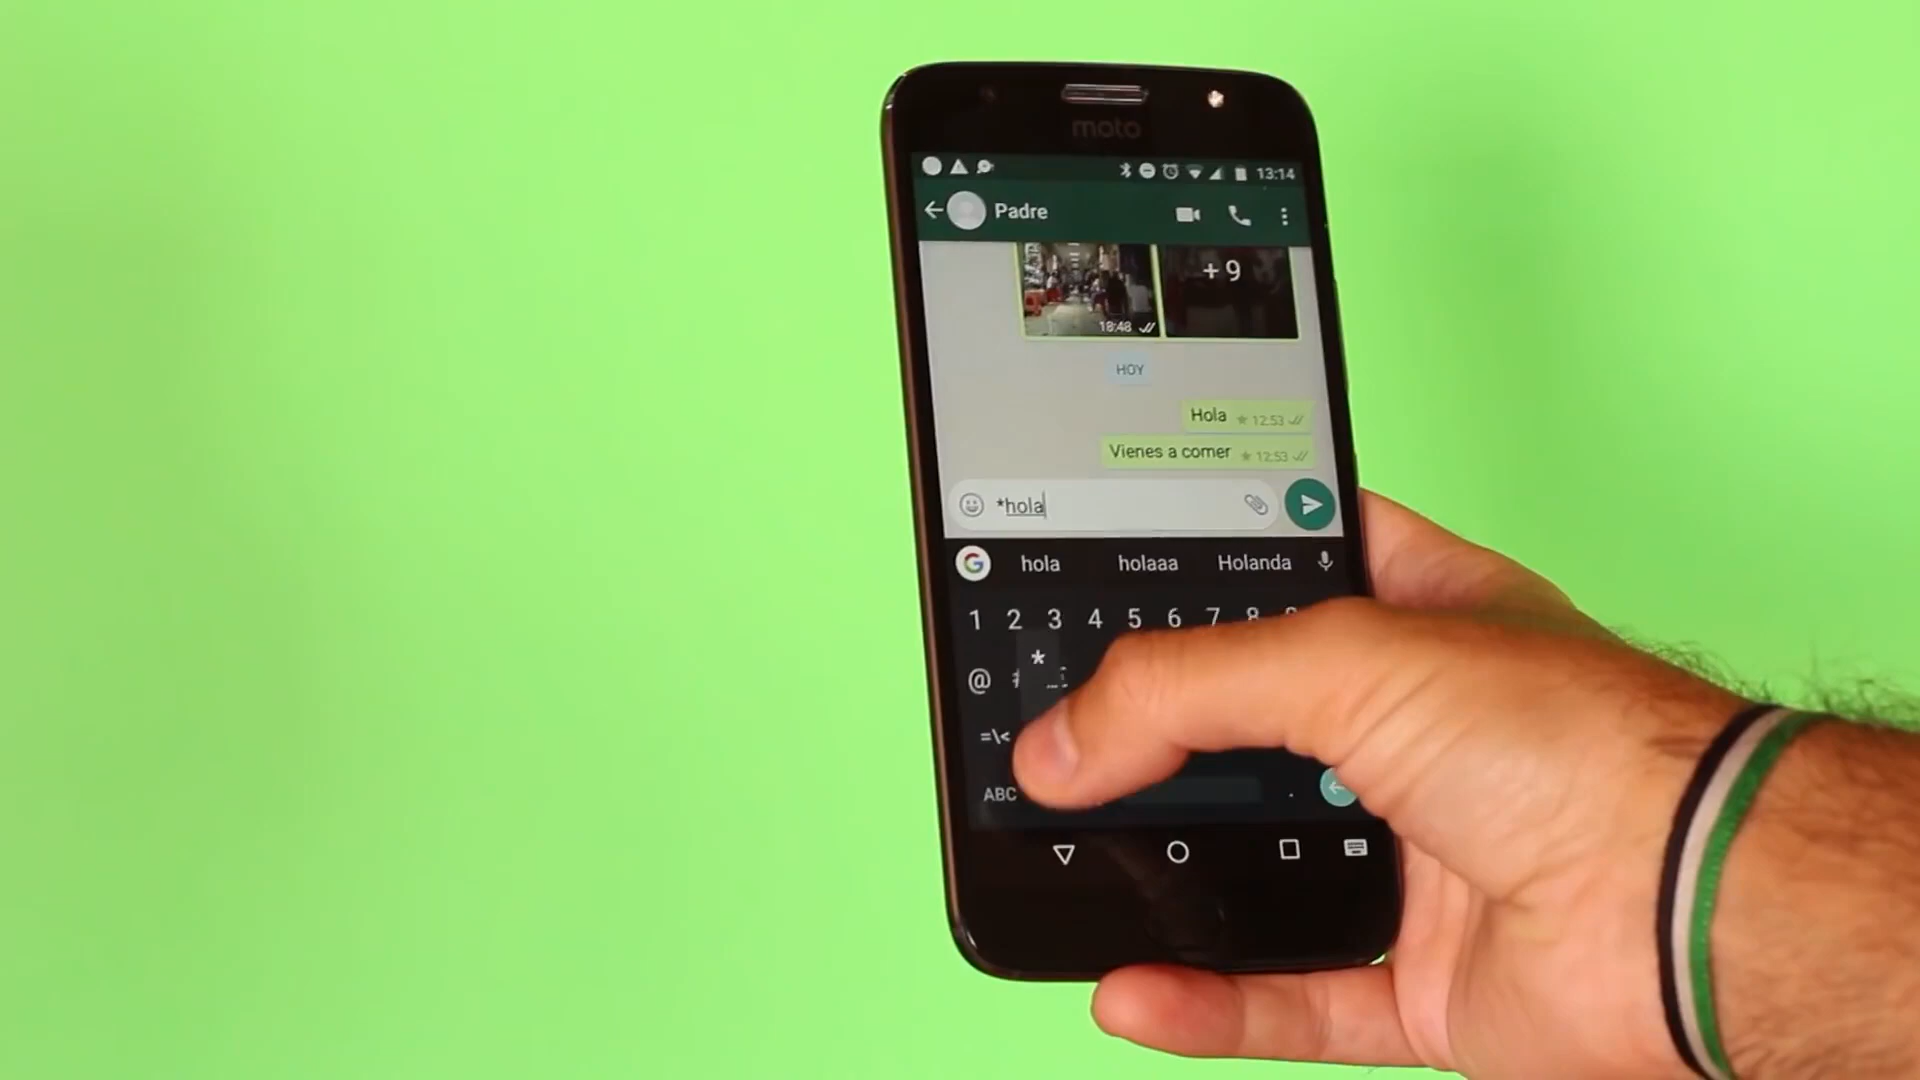 moto
13:14
Padre
+ 9
18:48
HOY
Hola 12:53
Vienes a comer 12:53
*hola
hola holaaa Holanda
1 2 3 4 5 6 7 8
*
@
=\<
ABC .